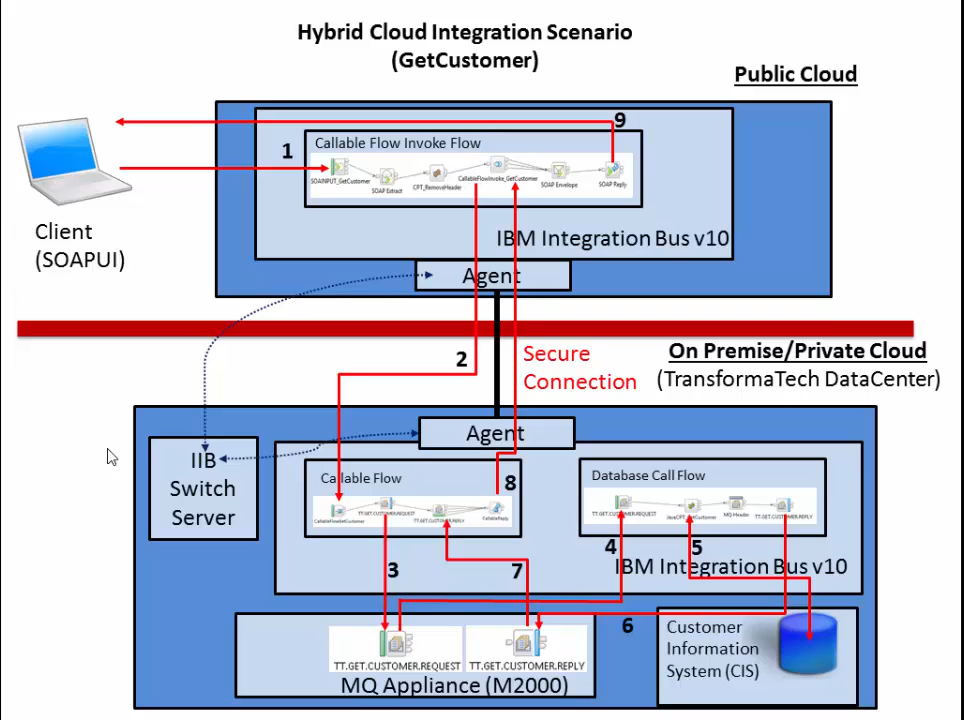 Hybrid Cloud Integration Scenario
(GetCustomer)
Public Cloud
9
Callable Flow Invoke Flow
1
SOAPINPUT_GetCustomer
SOAP Extract
CPT_RemoveHeader
CallableFlowInvoke_GetCustomer
SOAP Envelope
SOAP Reply
Client
(SOAPUI)
IBM Integration Bus v10
Agent
2
Secure
Connection
On Premise/Private Cloud
(TransformaTech DataCenter)
Agent
IIB
Switch
Server
Callable Flow
8
TT.GET.CUSTOMER.REQUEST
TT.GET.CUSTOMER.REPLY
CallableReply
Database Call Flow
TT.GET.CUSTOMER.REQUEST
MQ Header
TT.GET.CUSTOMER.REPLY
4
5
IBM Integration Bus v10
3
7
6
TT.GET.CUSTOMER.REQUEST
TT.GET.CUSTOMER.REPLY
MQ Appliance (M2000)
Customer
Information
System (CIS)